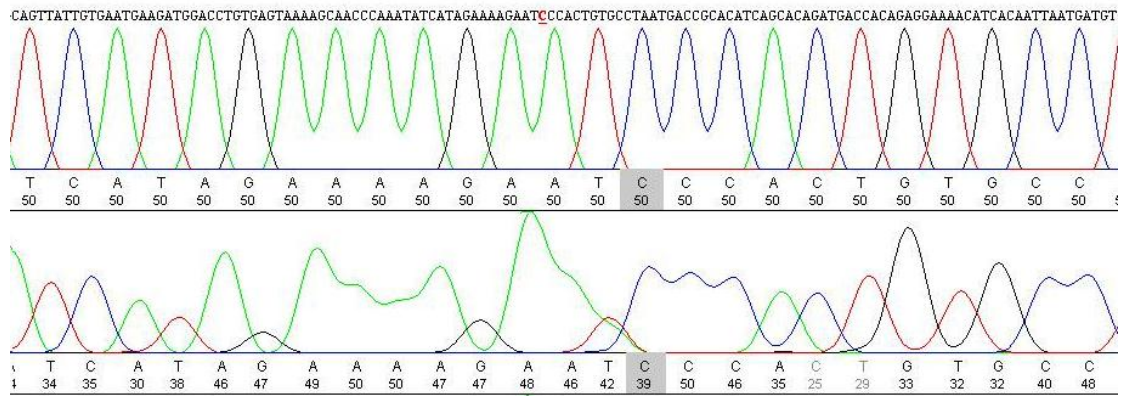 CAGTTATTGTGAATGAAGATGGACCTGTGAGTAAAAGCAACCCAAATATCATAGAAAAGAATCCCACTGTGCCTAATGACCGCACATCAGCACAGATGACCACAGAGGAAAACATCACAATTAATGATGT
T C A T A G A A A A G A A T C C C A C T G T G C C
50 50 50 50 50 50 50 50 50 50 50 50 50 50 50 50 50 50 50 50 50 50 50 50 50
T C A T A G A A A A G A A T C C C A C T G T G C C
34 35 30 38 46 47 49 50 50 47 47 48 46 42 39 50 46 35 25 29 33 32 32 40 48